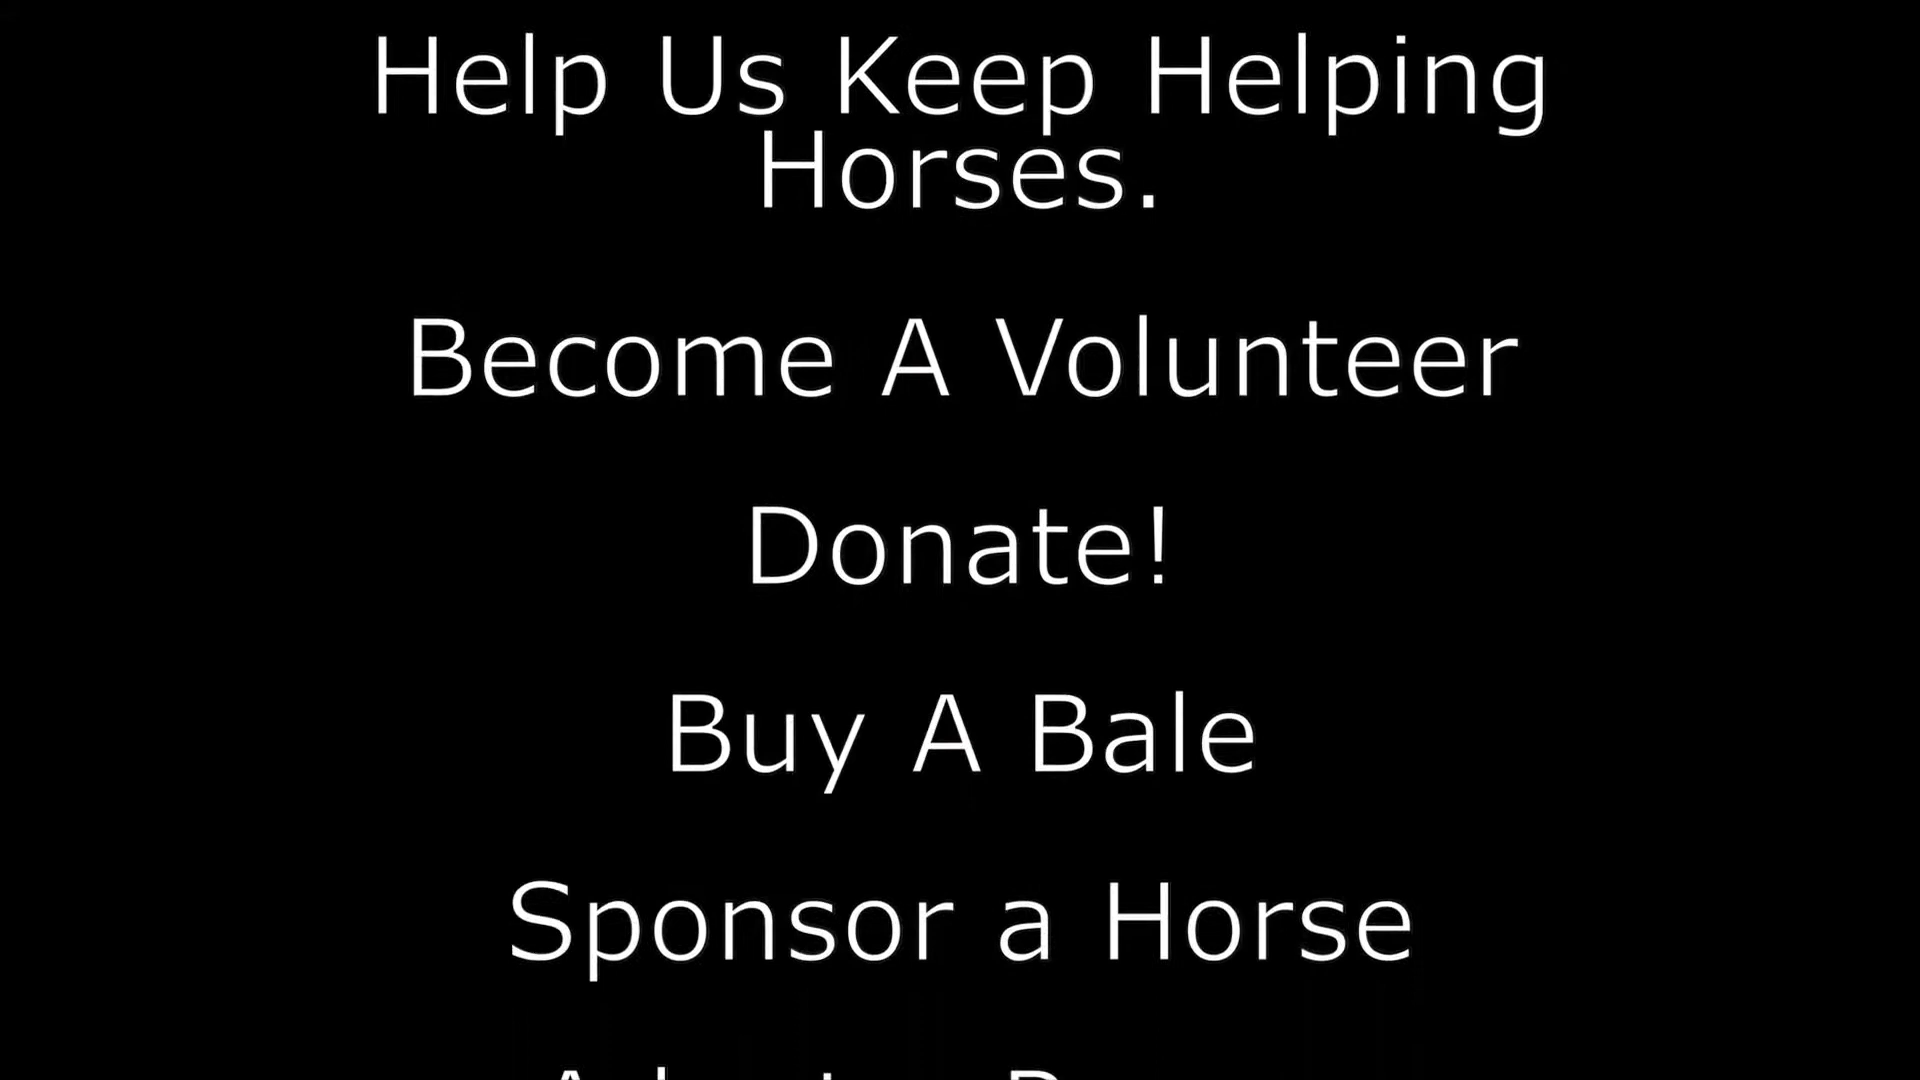 Help Us Keep Helping
Horses.
Become A Volunteer
Donate!
Buy A Bale
Sponsor a Horse